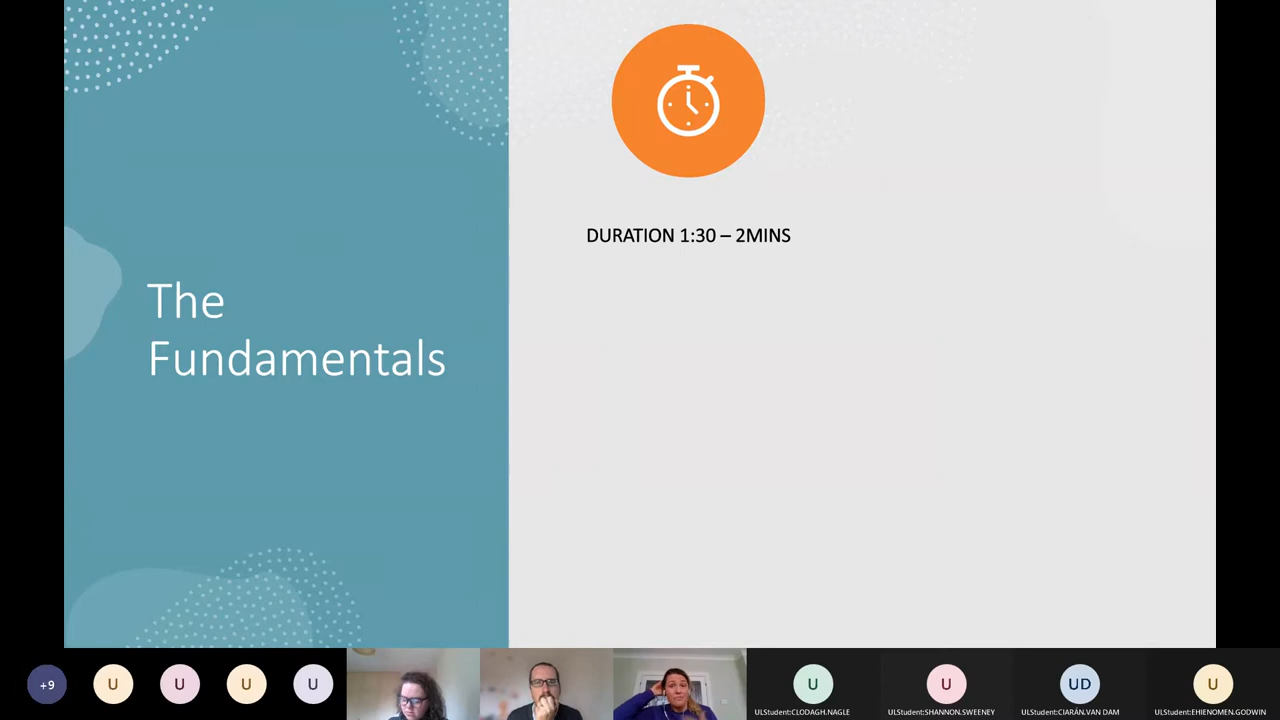 The
Fundamentals
DURATION 1:30 – 2MINS
+9
U
U
U
U
U
U
UD
U
ULStudent:CLODAGH.NAGLE
ULStudent:SHANNON.SWEENEY
ULStudent:CIARÁN.VAN DAM
ULStudent:EHIENOMEN.GODWIN